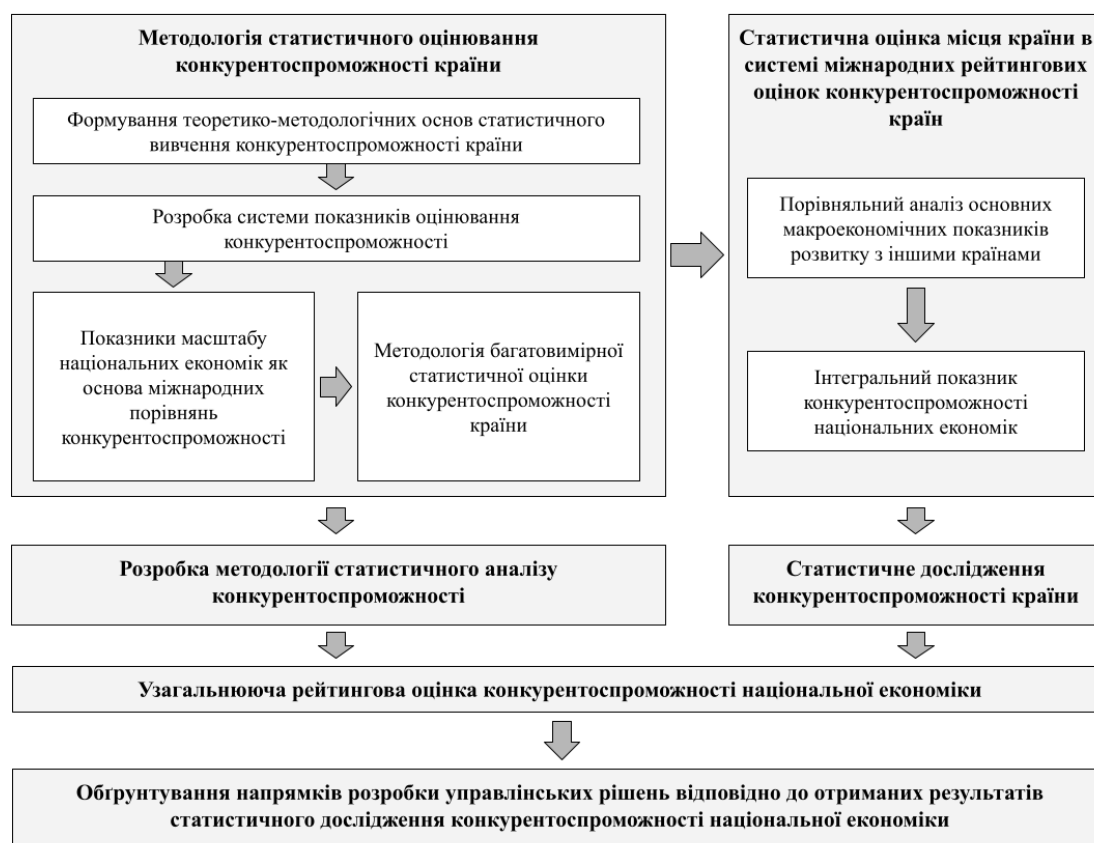 Методологія статистичного оцінювання
конкурентоспроможності країни
Формування теоретико-методологічних основ статистичного
вивчення конкурентоспроможності країни
Розробка системи показників оцінювання
конкурентоспроможності
Показники масштабу
національних економік як
основа міжнародних
порівнянь
конкурентоспроможності
Методологія багатовимірної
статистичної оцінки
конкурентоспроможності
країни
Статистична оцінка місця країни в
системі міжнародних рейтингових
оцінок конкурентоспроможності
країн
Порівняльний аналіз основних
макроекономічних показників
розвитку з іншими країнами
Інтегральний показник
конкурентоспроможності
національних економік
Розробка методології статистичного аналізу
конкурентоспроможності
Статистичне дослідження
конкурентоспроможності країни
Узагальнююча рейтингова оцінка конкурентоспроможності національної економіки
Обґрунтування напрямків розробки управлінських рішень відповідно до отриманих результатів
статистичного дослідження конкурентоспроможності національної економіки